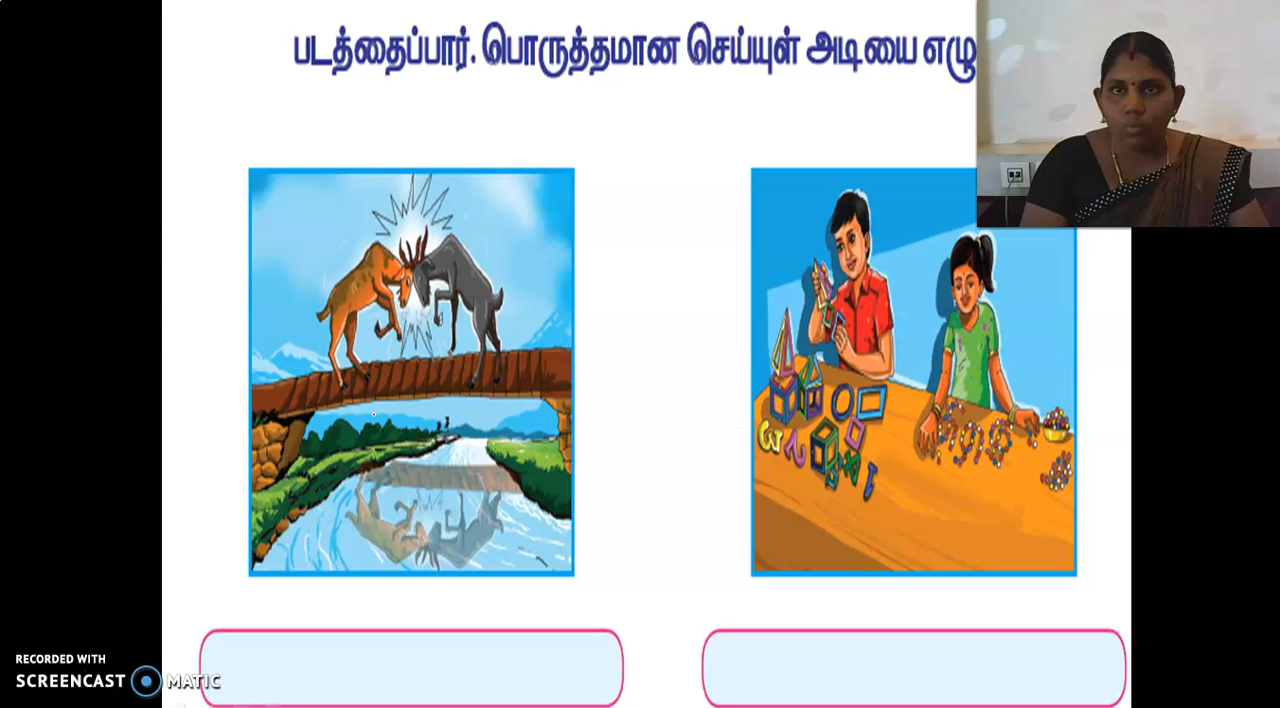 படத்தைப்பார். பொருத்தமான செய்யுள் அடியை எழு
RECORDED WITH
SCREENCAST MATIC